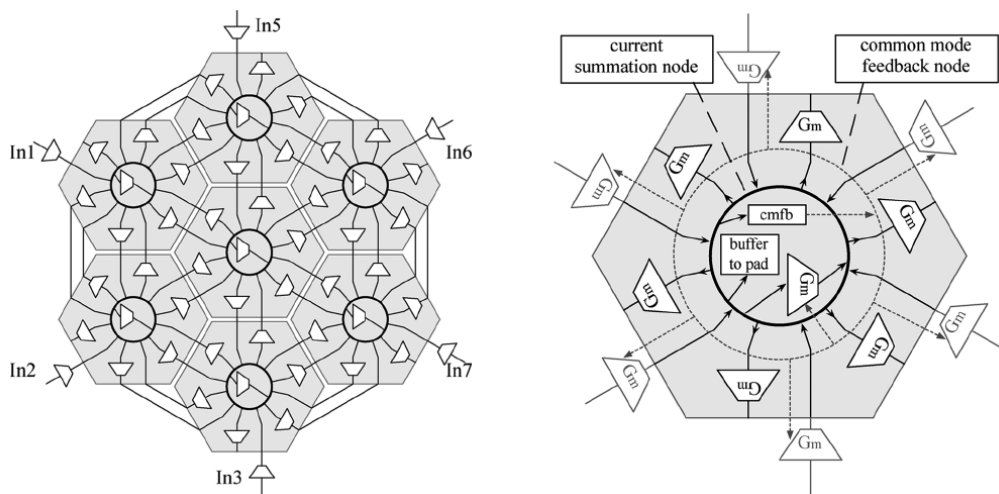 In5
In1
In6
In2
In7
In3
current
summation node
common mode
feedback node
Gm
Gm
Gm
Gm
Gm
cmfb
Gm
buffer
to pad
Gm
Gm
Gm
Gm
Gm
Gm
Gm